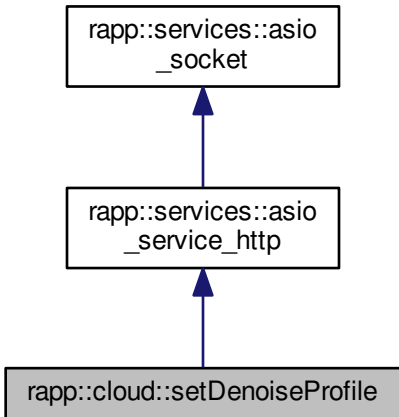 rapp::services::asio
_socket
rapp::services::asio
_service_http
rapp::cloud::setDenoiseProfile